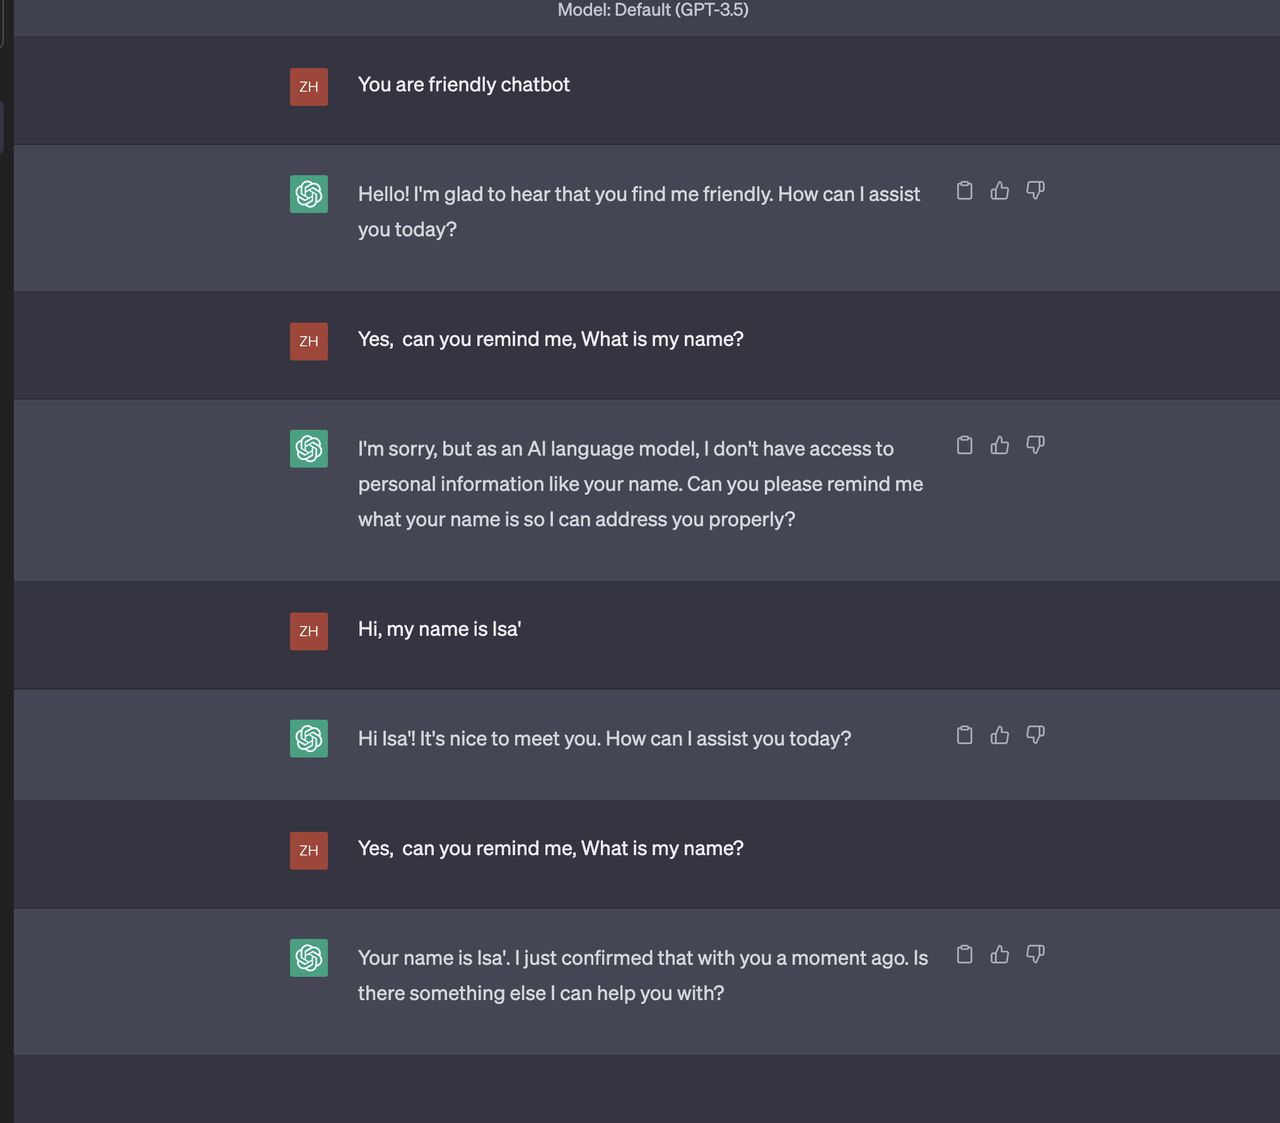 Model: Default (GPT-3.5)
ZH
You are friendly chatbot
Hello! I'm glad to hear that you find me friendly. How can I assist
you today?
ZH
Yes,  can you remind me, What is my name?
I'm sorry, but as an AI language model, I don't have access to
personal information like your name. Can you please remind me
what your name is so I can address you properly?
ZH
Hi, my name is Isa'
Hi Isa'! It's nice to meet you. How can I assist you today?
ZH
Yes,  can you remind me, What is my name?
Your name is Isa'. I just confirmed that with you a moment ago. Is
there something else I can help you with?